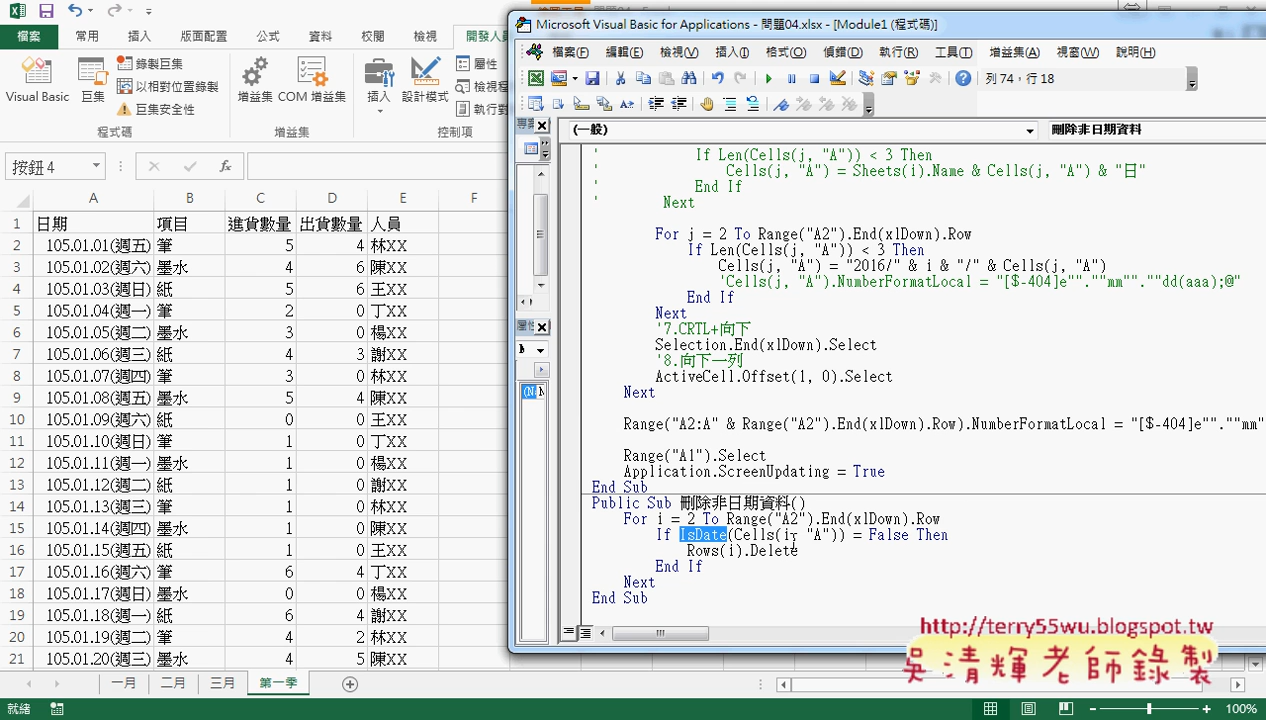 Microsoft Visual Basic for Applications - 問題04.xlsx - [Module1 (程式碼)]
檔案 常用 插入 版面配置 公式 資料 校閱 檢視 開發人
檔案(F) 編輯(E) 檢視(V) 插入(I) 格式(O) 偵錯(D) 執行(R) 工具(T) 增益集(A) 視窗(W) 說明(H)
Visual Basic 巨集 錄製巨集 以相對位置錄製 巨集安全性 增益集 COM 增益集 插入 設計模式 屬性 檢視程 執行對
程式碼 增益集 控制項
列 74，行 18
(一般) 刪除非日期資料
按鈕 4 fx
A B C D E F
1 日期 項目 進貨數量 出貨數量 人員
2 105.01.01(週五) 筆 5 4 林XX
3 105.01.02(週六) 墨水 4 6 陳XX
4 105.01.03(週日) 紙 5 6 王XX
5 105.01.04(週一) 筆 2 0 丁XX
6 105.01.05(週二) 墨水 3 0 楊XX
7 105.01.06(週三) 紙 4 3 謝XX
8 105.01.07(週四) 筆 3 0 林XX
9 105.01.08(週五) 墨水 5 4 陳XX
10 105.01.09(週六) 紙 0 0 王XX
11 105.01.10(週日) 筆 1 0 丁XX
12 105.01.11(週一) 墨水 1 0 楊XX
13 105.01.12(週二) 紙 1 0 謝XX
14 105.01.13(週三) 筆 1 0 林XX
15 105.01.14(週四) 墨水 1 0 陳XX
16 105.01.15(週五) 紙 1 0 王XX
17 105.01.16(週六) 筆 6 4 丁XX
18 105.01.17(週日) 墨水 0 0 楊XX
19 105.01.18(週一) 紙 6 4 謝XX
20 105.01.19(週二) 筆 4 2 林XX
21 105.01.20(週三) 墨水 4 5 陳XX
' If Len(Cells(j, "A")) < 3 Then
' Cells(j, "A") = Sheets(i).Name & Cells(j, "A") & "日"
' End If
' Next
For j = 2 To Range("A2").End(xlDown).Row
If Len(Cells(j, "A")) < 3 Then
Cells(j, "A") = "2016/" & i & "/" & Cells(j, "A")
'Cells(j, "A").NumberFormatLocal = "[$-404]e"".""mm"".""dd(aaa);@"
End If
Next
'7.CRTL+向下
Selection.End(xlDown).Select
'8.向下一列
ActiveCell.Offset(1, 0).Select
Next
Range("A2:A" & Range("A2").End(xlDown).Row).NumberFormatLocal = "[$-404]e"".""mm"
Range("A1").Select
Application.ScreenUpdating = True
End Sub
Public Sub 刪除非日期資料()
For i = 2 To Range("A2").End(xlDown).Row
If IsDate(Cells(i, "A")) = False Then
Rows(i).Delete
End If
Next
End Sub
http://terry55wu.blogspot.tw
吳清輝老師錄製
一月 二月 三月 第一季
就緒 100%